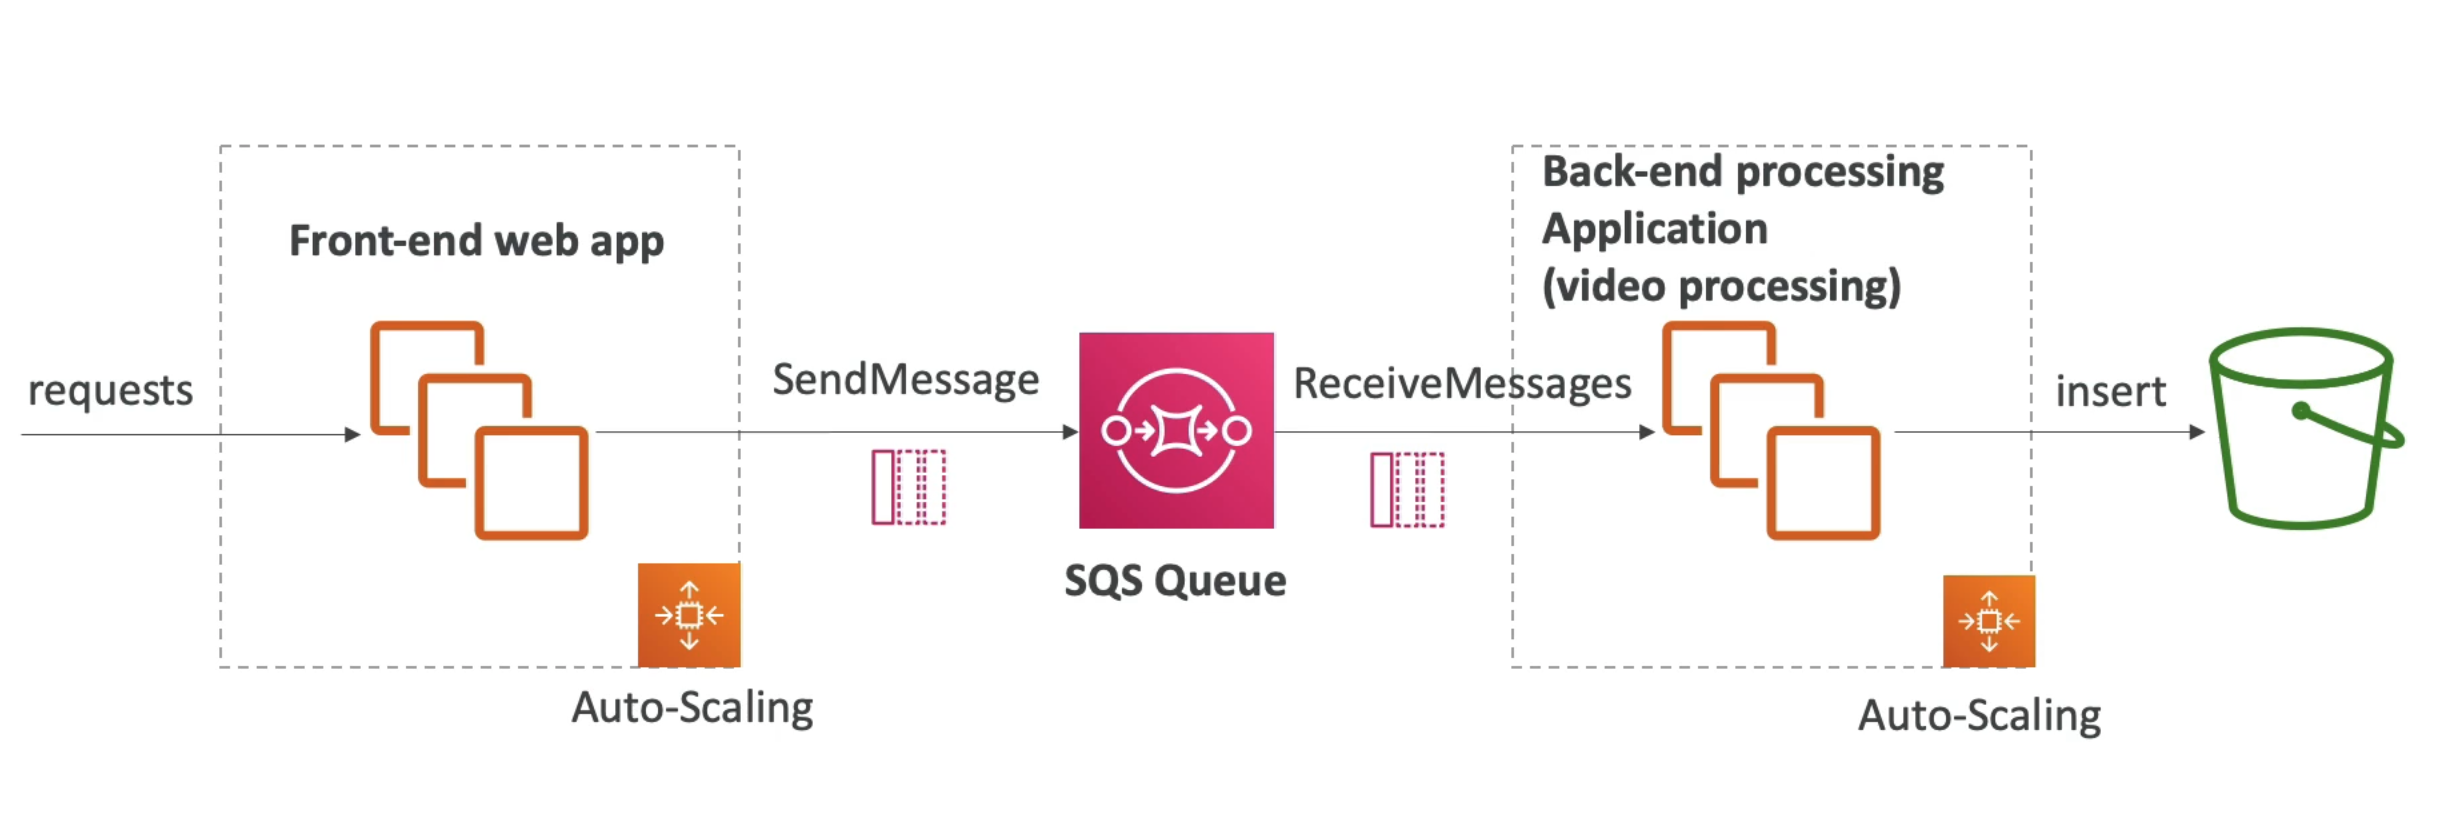 requests
Front-end web app
Auto-Scaling
SendMessage
SQS Queue
ReceiveMessages
Back-end processing
Application
(video processing)
Auto-Scaling
insert